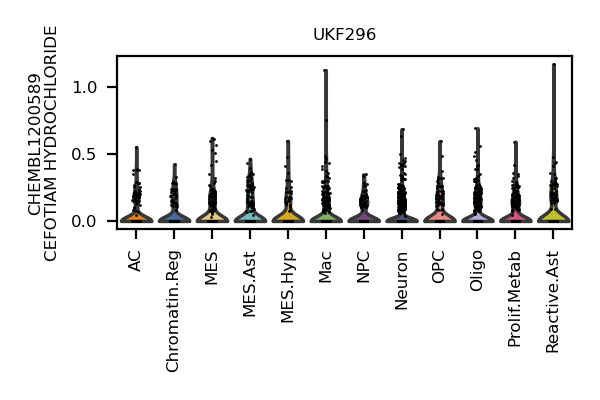 UKF296
CHEMBL1200589
CEFOTIAM HYDROCHLORIDE
1.0
0.5
0.0
AC
Chromatin.Reg
MES
MES.Ast
MES.Hyp
Mac
NPC
Neuron
OPC
Oligo
Prolif.Metab
Reactive.Ast